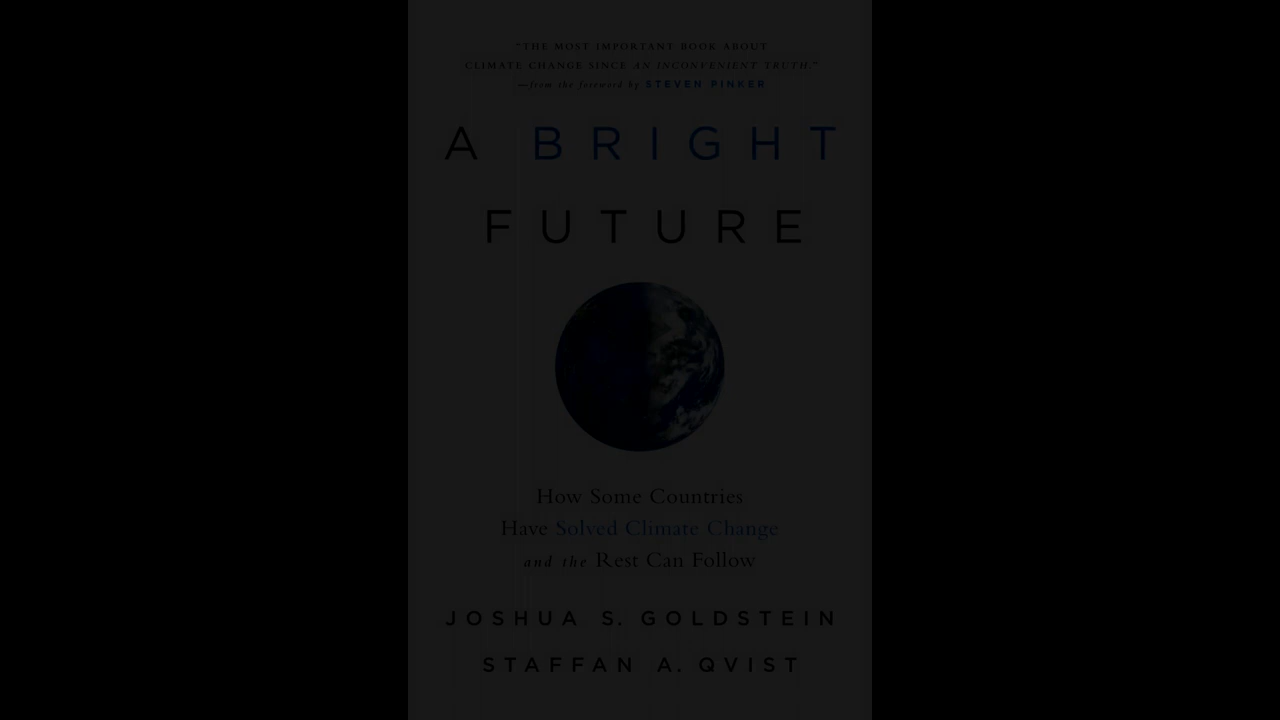 "THE MOST IMPORTANT BOOK ABOUT
CLIMATE CHANGE SINCE AN INCONVENIENT TRUTH."
—from the foreword by STEVEN PINKER
A BRIGHT
FUTURE
How Some Countries
Have Solved Climate Change
and the Rest Can Follow
JOSHUA S. GOLDSTEIN
STAFFAN A. QVIST